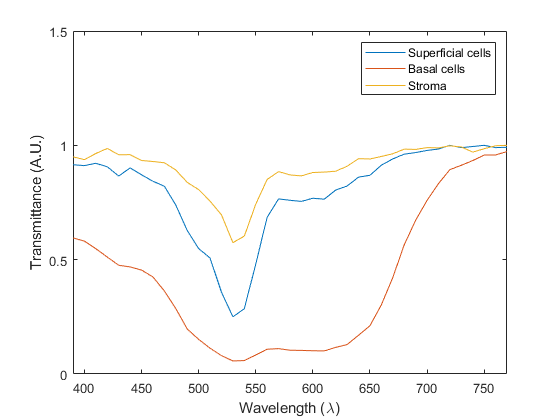 1.5
1
0.5
0
Transmittance (A.U.)
Superficial cells
Basal cells
Stroma
400 450 500 550 600 650 700 750
Wavelength (λ)